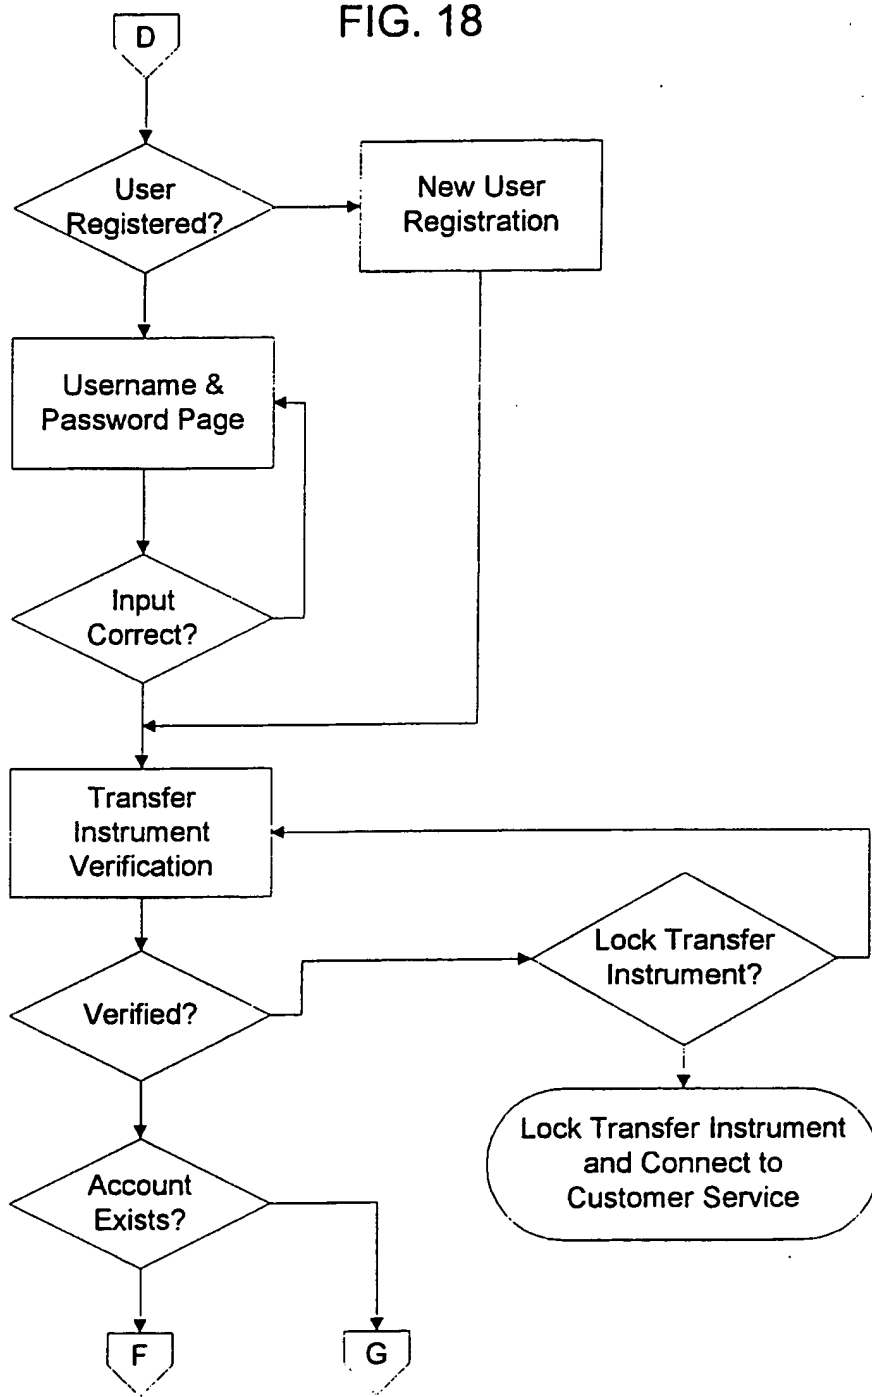 FIG. 18
D
User
Registered?
New User
Registration
Username &
Password Page
Input
Correct?
Transfer
Instrument
Verification
Lock Transfer
Instrument?
Verified?
Lock Transfer Instrument
and Connect to
Customer Service
Account
Exists?
F
G